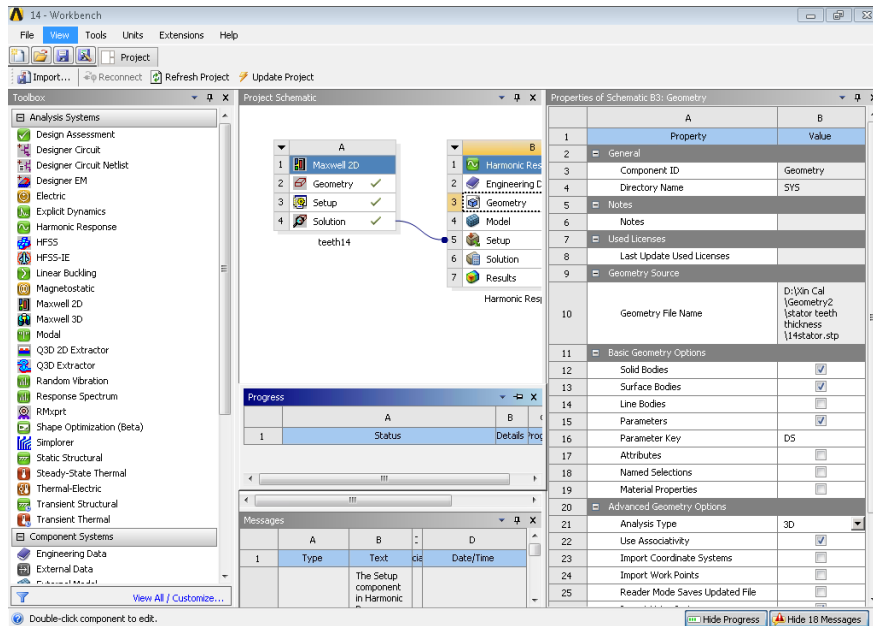 14 - Workbench
File View Tools Units Extensions Help
Project
Import... Reconnect Refresh Project Update Project
Toolbox
Analysis Systems
Design Assessment
Designer Circuit
Designer Circuit Netlist
Designer EM
Electric
Explicit Dynamics
Harmonic Response
HFSS
HFSS-IE
Linear Buckling
Magnetostatic
Maxwell 2D
Maxwell 3D
Modal
Q3D 2D Extractor
Q3D Extractor
Random Vibration
Response Spectrum
RMxprt
Shape Optimization (Beta)
Simplorer
Static Structural
Steady-State Thermal
Thermal-Electric
Transient Structural
Transient Thermal
Component Systems
Engineering Data
External Data
View All / Customize...
Project Schematic
A
1 Maxwell 2D
2 Geometry
3 Setup
4 Solution
teeth14
B
1 Harmonic Res
2 Engineering D
3 Geometry
4 Model
5 Setup
6 Solution
7 Results
Harmonic Resp
Progress
A B
1 Status Details Prog
Messages
A B D
1 Type Text cia Date/Time
The Setup
component
in Harmonic
Properties of Schematic B3: Geometry
A B
1 Property Value
2 General
3 Component ID Geometry
4 Directory Name SYS
5 Notes
6 Notes
7 Used Licenses
8 Last Update Used Licenses
9 Geometry Source
10 Geometry File Name D:\Xin Cal
\Geometry2
\stator teeth
thickness
\14stator.stp
11 Basic Geometry Options
12 Solid Bodies
13 Surface Bodies
14 Line Bodies
15 Parameters
16 Parameter Key DS
17 Attributes
18 Named Selections
19 Material Properties
20 Advanced Geometry Options
21 Analysis Type 3D
22 Use Associativity
23 Import Coordinate Systems
24 Import Work Points
25 Reader Mode Saves Updated File
Double-click component to edit.
Hide Progress Hide 18 Messages